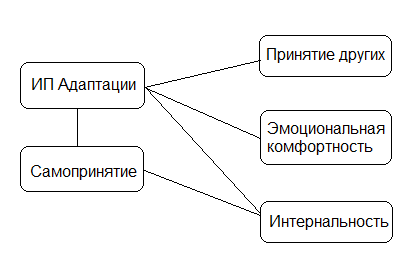 ИП Адаптации
Самопринятие
Принятие других
Эмоциональная
комфортность
Интернальность